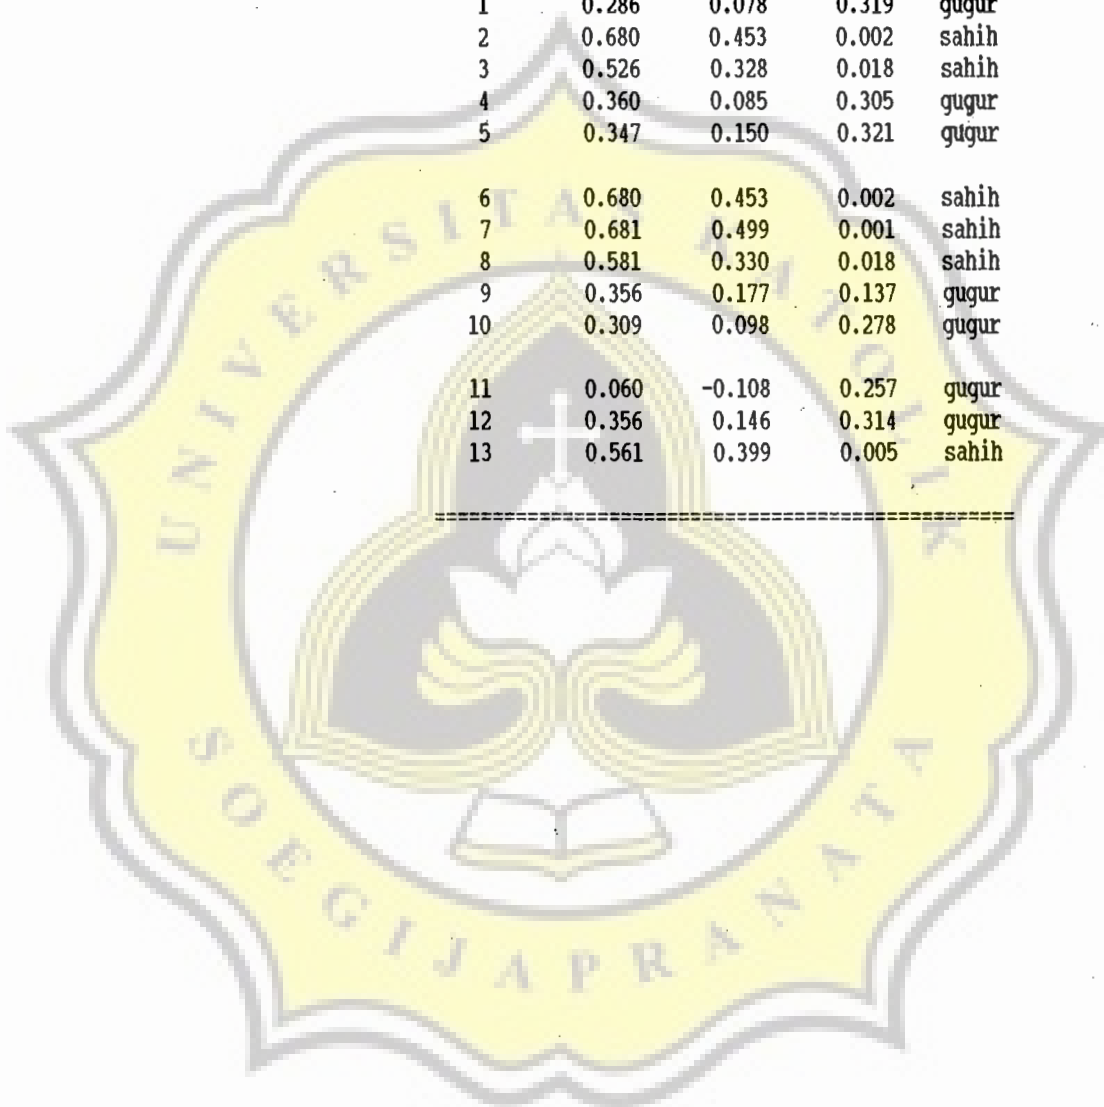 1 0.286 0.078 0.319 gugur
2 0.680 0.453 0.002 sahih
3 0.526 0.328 0.018 sahih
4 0.360 0.085 0.305 gugur
5 0.347 0.150 0.321 gugur
6 0.680 0.453 0.002 sahih
7 0.681 0.499 0.001 sahih
8 0.581 0.330 0.018 sahih
9 0.356 0.177 0.137 gugur
10 0.309 0.098 0.278 gugur
11 0.060 -0.108 0.257 gugur
12 0.356 0.146 0.314 gugur
13 0.561 0.399 0.005 sahih
==================================================
UNIVERSITAS KATOLIK
SOEGIJAPRANATA